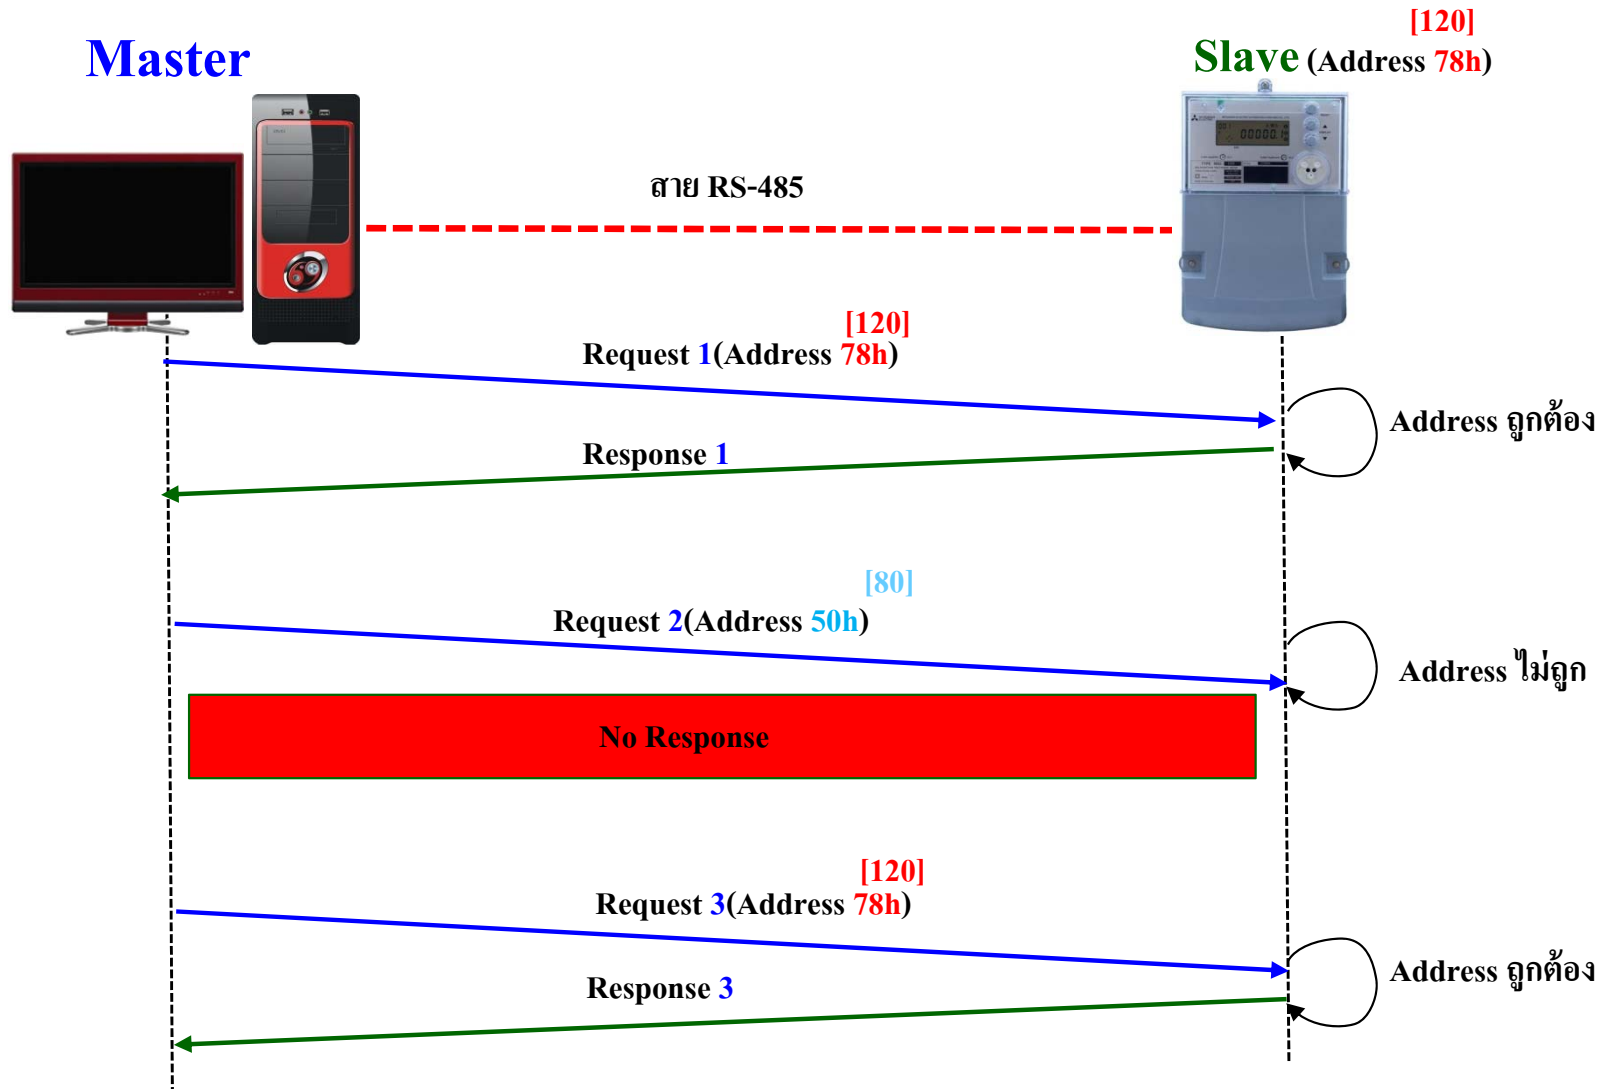 [120]
Master
Slave (Address 78h)
00000.1
สาย RS-485
[120]
Request 1(Address 78h)
Address ถูกต้อง
Response 1
[80]
Request 2(Address 50h)
Address ไม่ถูก
No Response
[120]
Request 3(Address 78h)
Address ถูกต้อง
Response 3